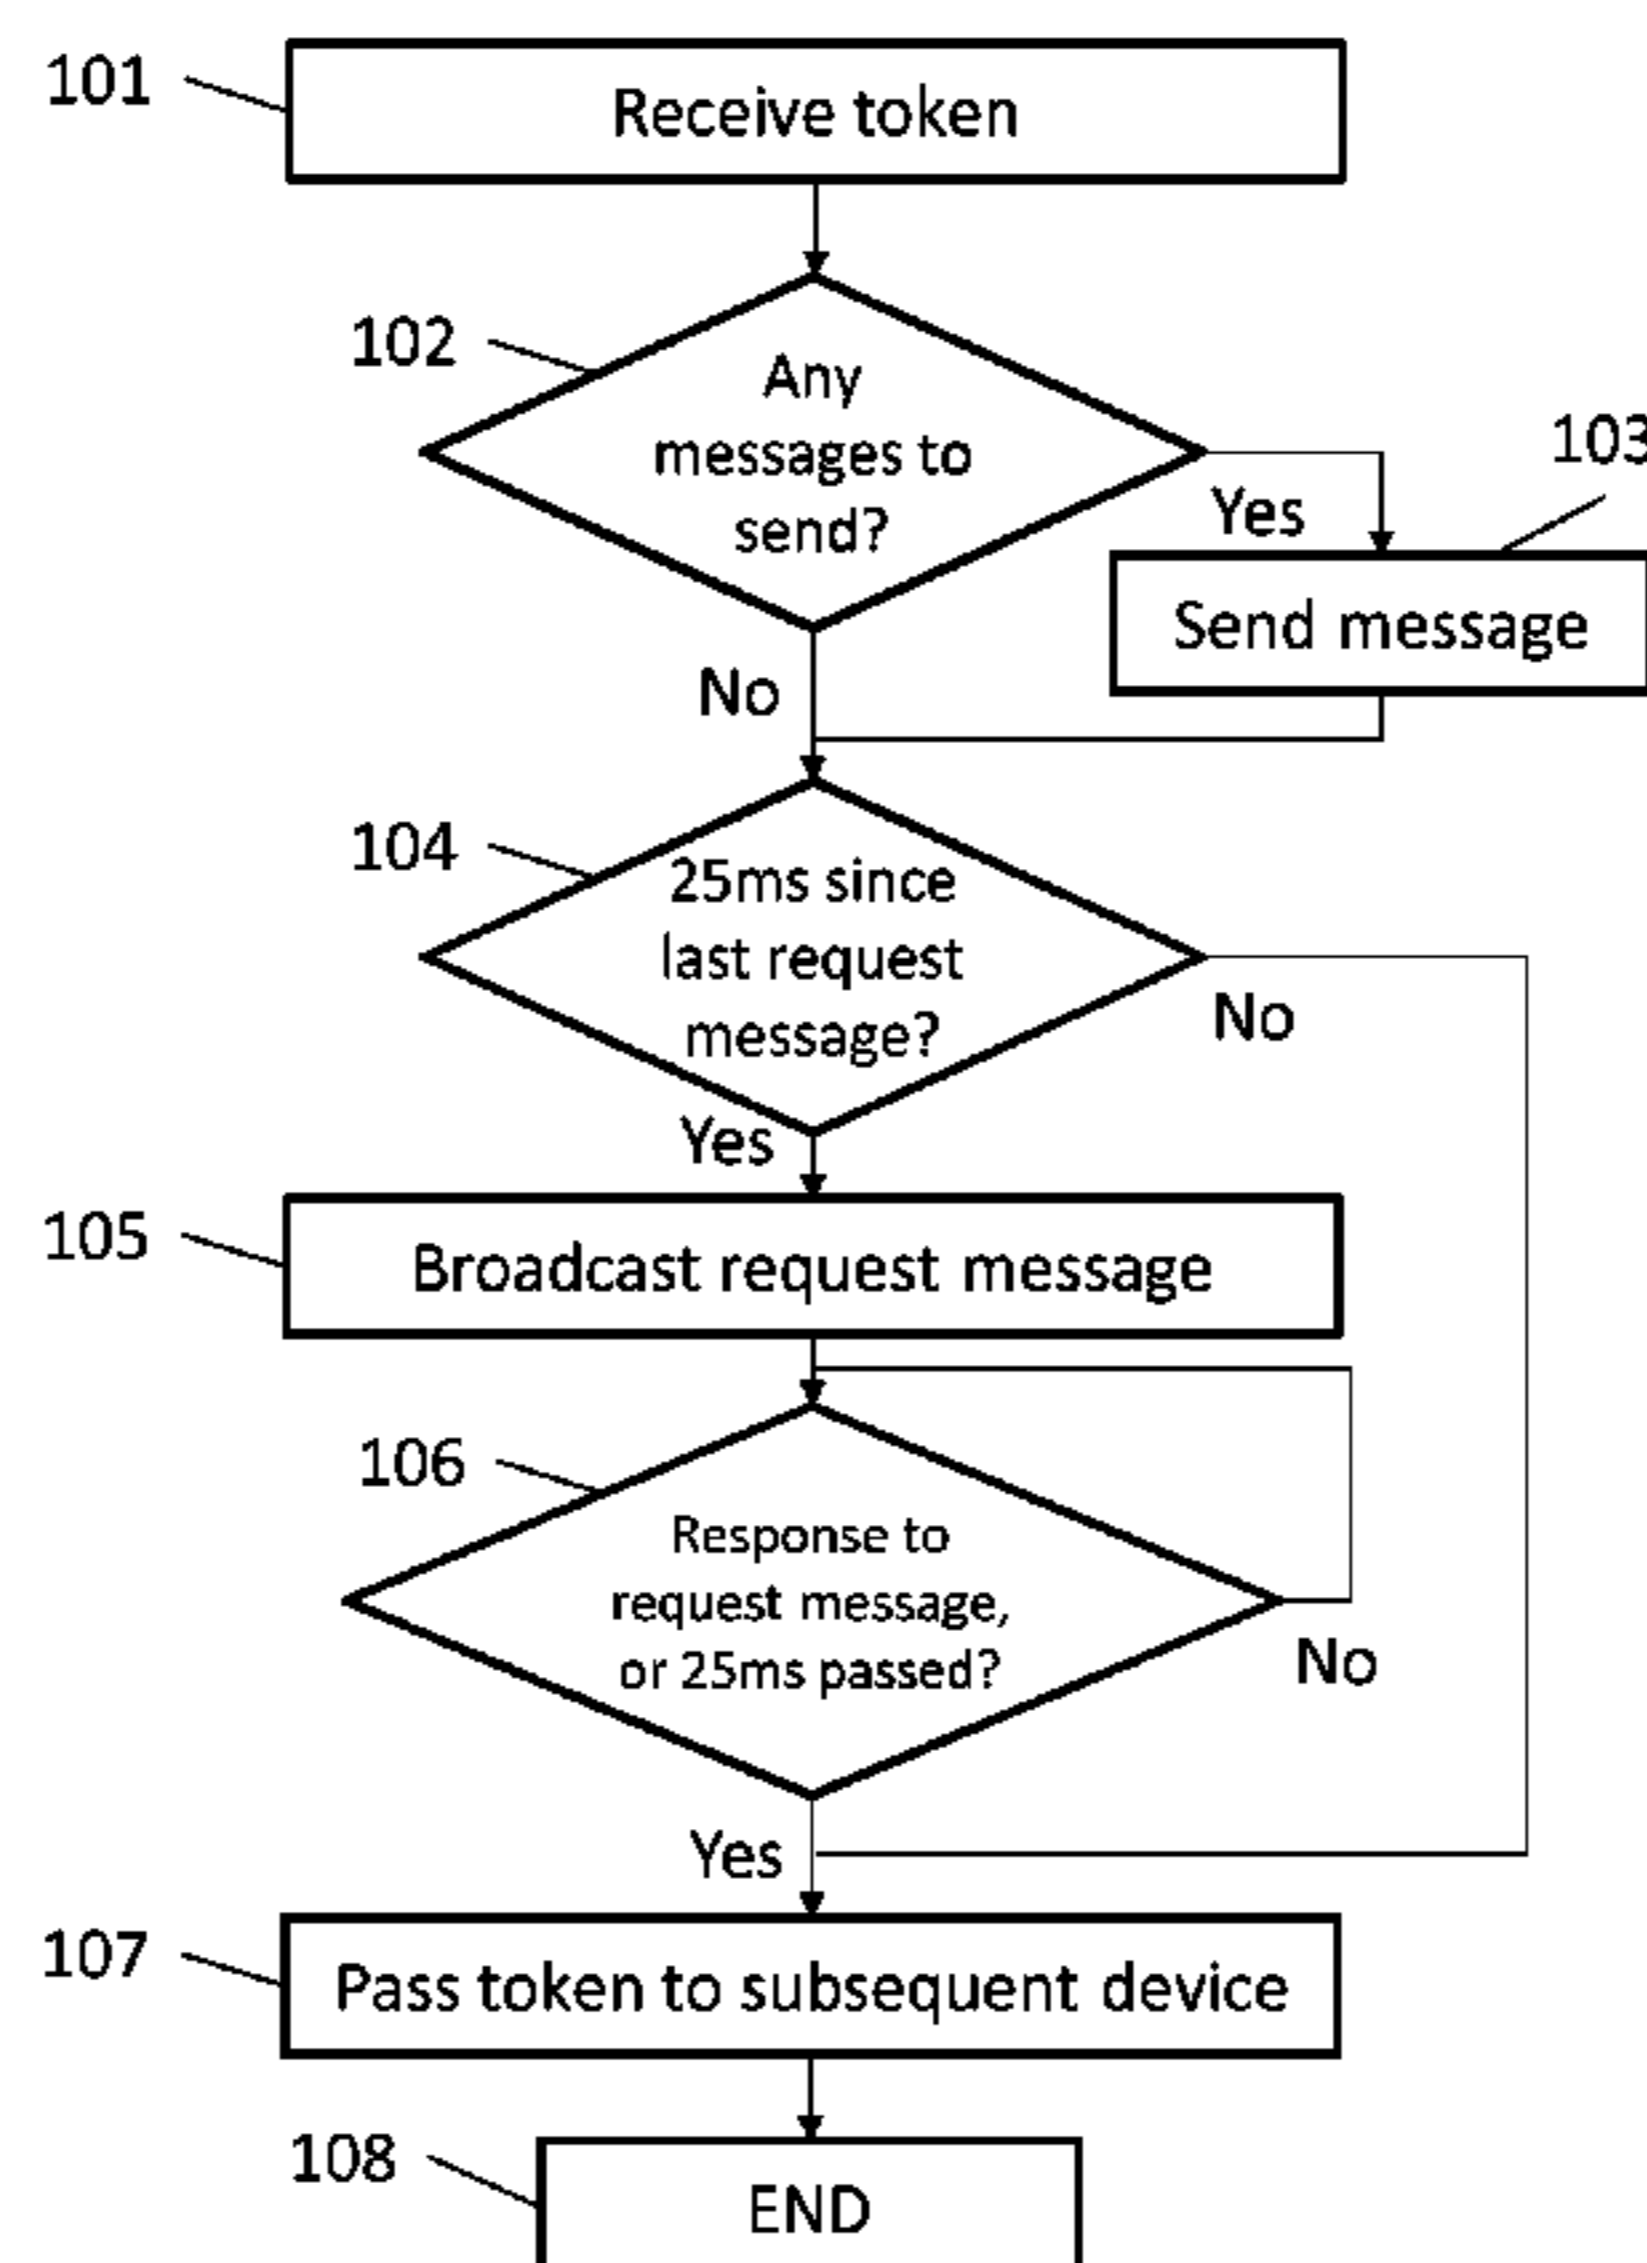 101
Receive token
102
Any
messages to
send?
103
Yes
Send message
No
104
25ms since
last request
message?
No
Yes
105
Broadcast request message
106
Response to
request message,
or 25ms passed?
No
Yes
107
Pass token to subsequent device
108
END